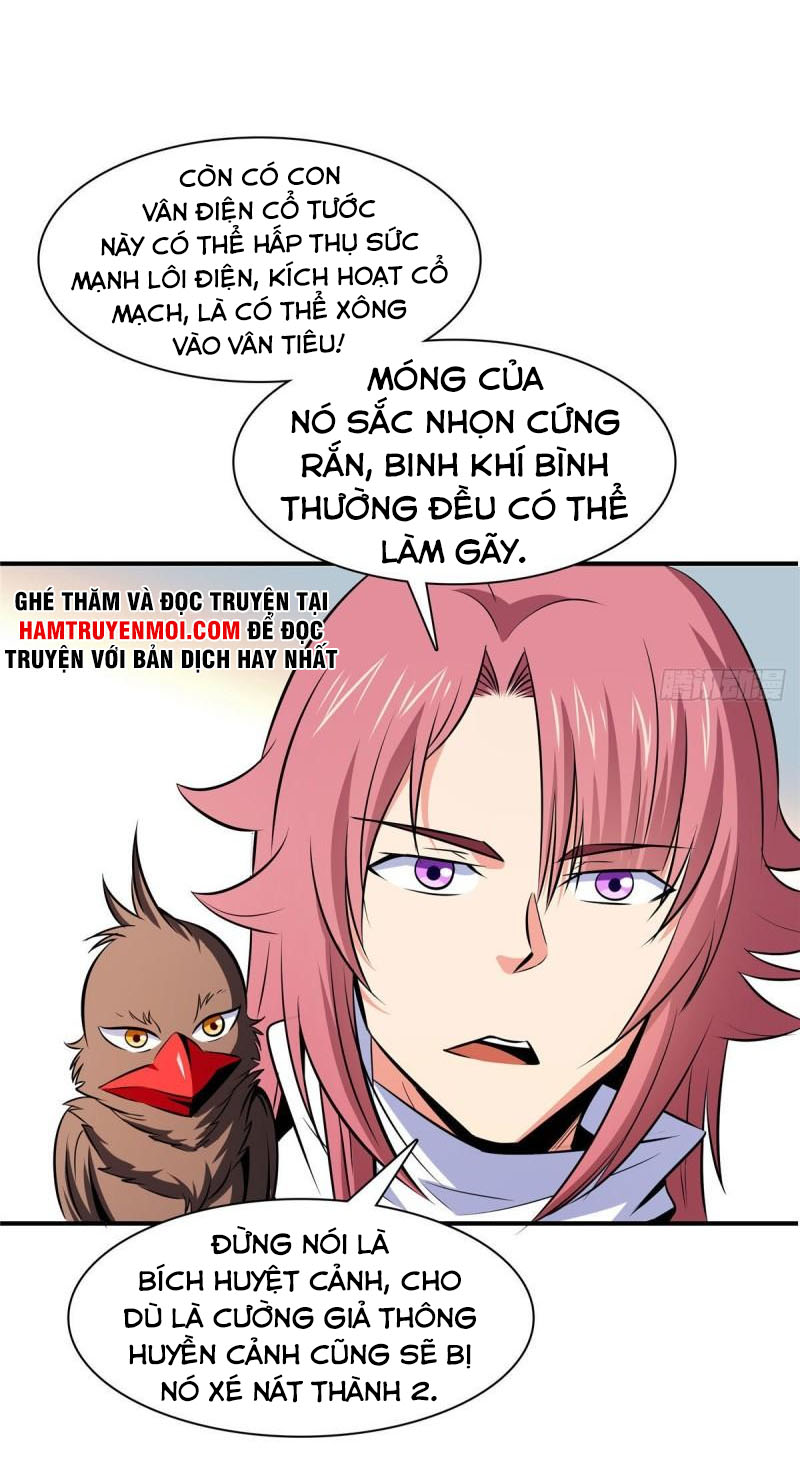 CÒN CÓ CON
VÂN ĐIỆN CỔ TƯỚC
NÀY CÓ THỂ HẤP THỤ SỨC
MẠNH LÔI ĐIỆN, KÍCH HOẠT CỔ
MẠCH, LÀ CÓ THỂ XÔNG
VÀO VÂN TIÊU!
MÓNG CỦA
NÓ SẮC NHỌN CỨNG
RẮN, BINH KHÍ BÌNH
THƯỜNG ĐỀU CÓ THỂ
LÀM GÃY.
GHÉ THĂM VÀ ĐỌC TRUYỆN TẠI
HAMTRUYENMOI.COM ĐỂ ĐỌC
TRUYỆN VỚI BẢN DỊCH HAY NHẤT
腾讯动漫
ĐỪNG NÓI LÀ
BÍCH HUYỆT CẢNH, CHO
DÙ LÀ CƯỜNG GIẢ THÔNG
HUYỀN CẢNH CŨNG SẼ BỊ
NÓ XÉ NÁT THÀNH 2.